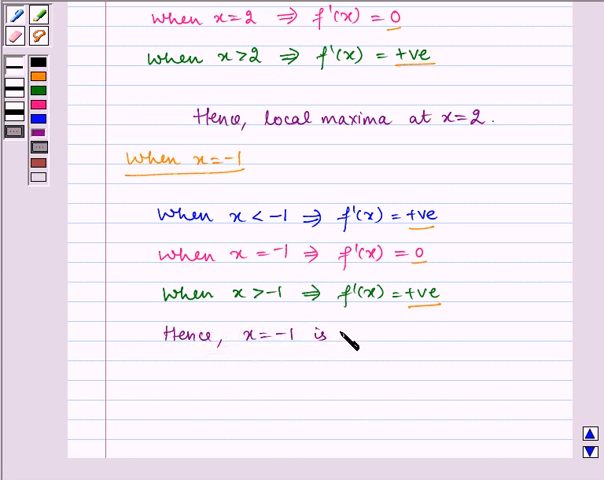 When x=2 ⇒ f'(x) = 0
When x>2 ⇒ f'(x) = +ve
Hence, local maxima at x=2.
When x=-1
When x < -1 ⇒ f'(x) = +ve
When x = -1 ⇒ f'(x) = 0
When x > -1 ⇒ f'(x) = +ve
Hence, x=-1 is